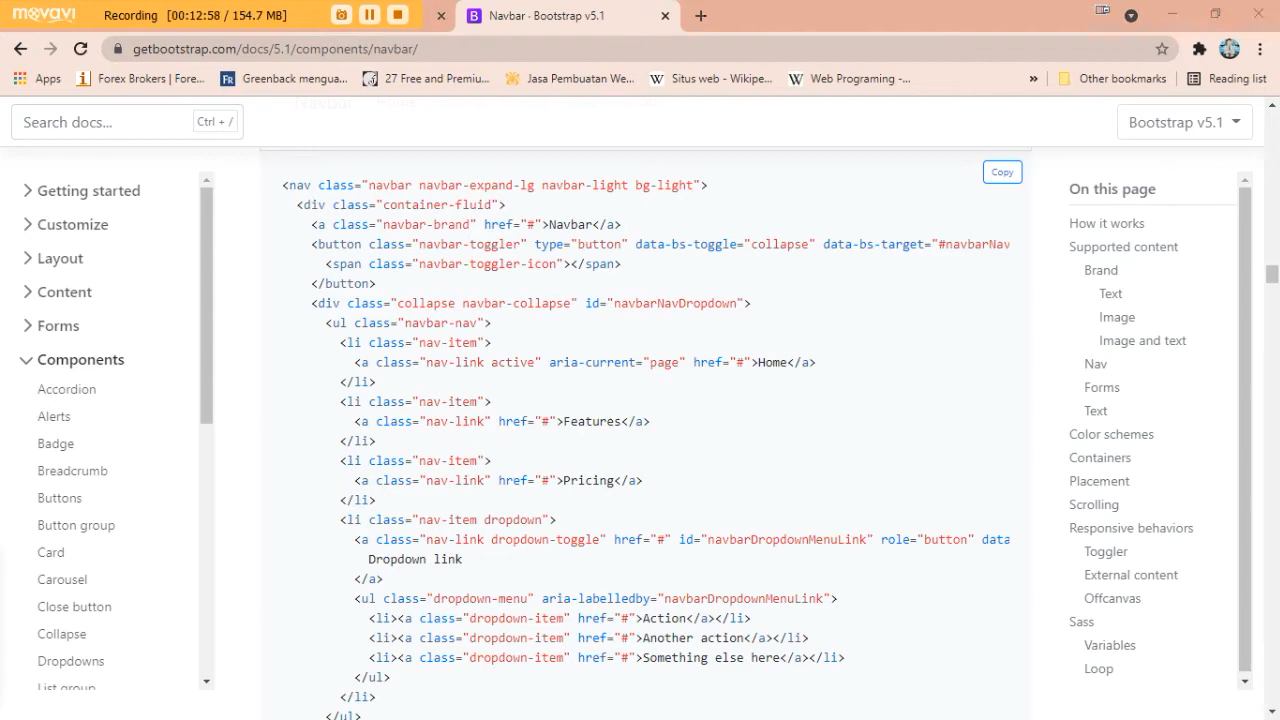 movavi Recording [00:12:58 / 154.7 MB]
Navbar · Bootstrap v5.1
getbootstrap.com/docs/5.1/components/navbar/
Apps
Forex Brokers | Fore...
Greenback mengua...
27 Free and Premiu...
Jasa Pembuatan We...
Situs web - Wikipe...
Web Programing -...
»
Other bookmarks
Reading list
Navbar Home
Search docs...
Ctrl + /
Bootstrap v5.1
Getting started
Customize
Layout
Content
Forms
Components
Accordion
Alerts
Badge
Breadcrumb
Buttons
Button group
Card
Carousel
Close button
Collapse
Dropdowns
List group
Copy
<nav class="navbar navbar-expand-lg navbar-light bg-light">
<div class="container-fluid">
<a class="navbar-brand" href="#">Navbar</a>
<button class="navbar-toggler" type="button" data-bs-toggle="collapse" data-bs-target="#navbarNav
<span class="navbar-toggler-icon"></span>
</button>
<div class="collapse navbar-collapse" id="navbarNavDropdown">
<ul class="navbar-nav">
<li class="nav-item">
<a class="nav-link active" aria-current="page" href="#">Home</a>
</li>
<li class="nav-item">
<a class="nav-link" href="#">Features</a>
</li>
<li class="nav-item">
<a class="nav-link" href="#">Pricing</a>
</li>
<li class="nav-item dropdown">
<a class="nav-link dropdown-toggle" href="#" id="navbarDropdownMenuLink" role="button" data
Dropdown link
</a>
<ul class="dropdown-menu" aria-labelledby="navbarDropdownMenuLink">
<li><a class="dropdown-item" href="#">Action</a></li>
<li><a class="dropdown-item" href="#">Another action</a></li>
<li><a class="dropdown-item" href="#">Something else here</a></li>
</ul>
</li>
</ul>
On this page
How it works
Supported content
Brand
Text
Image
Image and text
Nav
Forms
Text
Color schemes
Containers
Placement
Scrolling
Responsive behaviors
Toggler
External content
Offcanvas
Sass
Variables
Loop